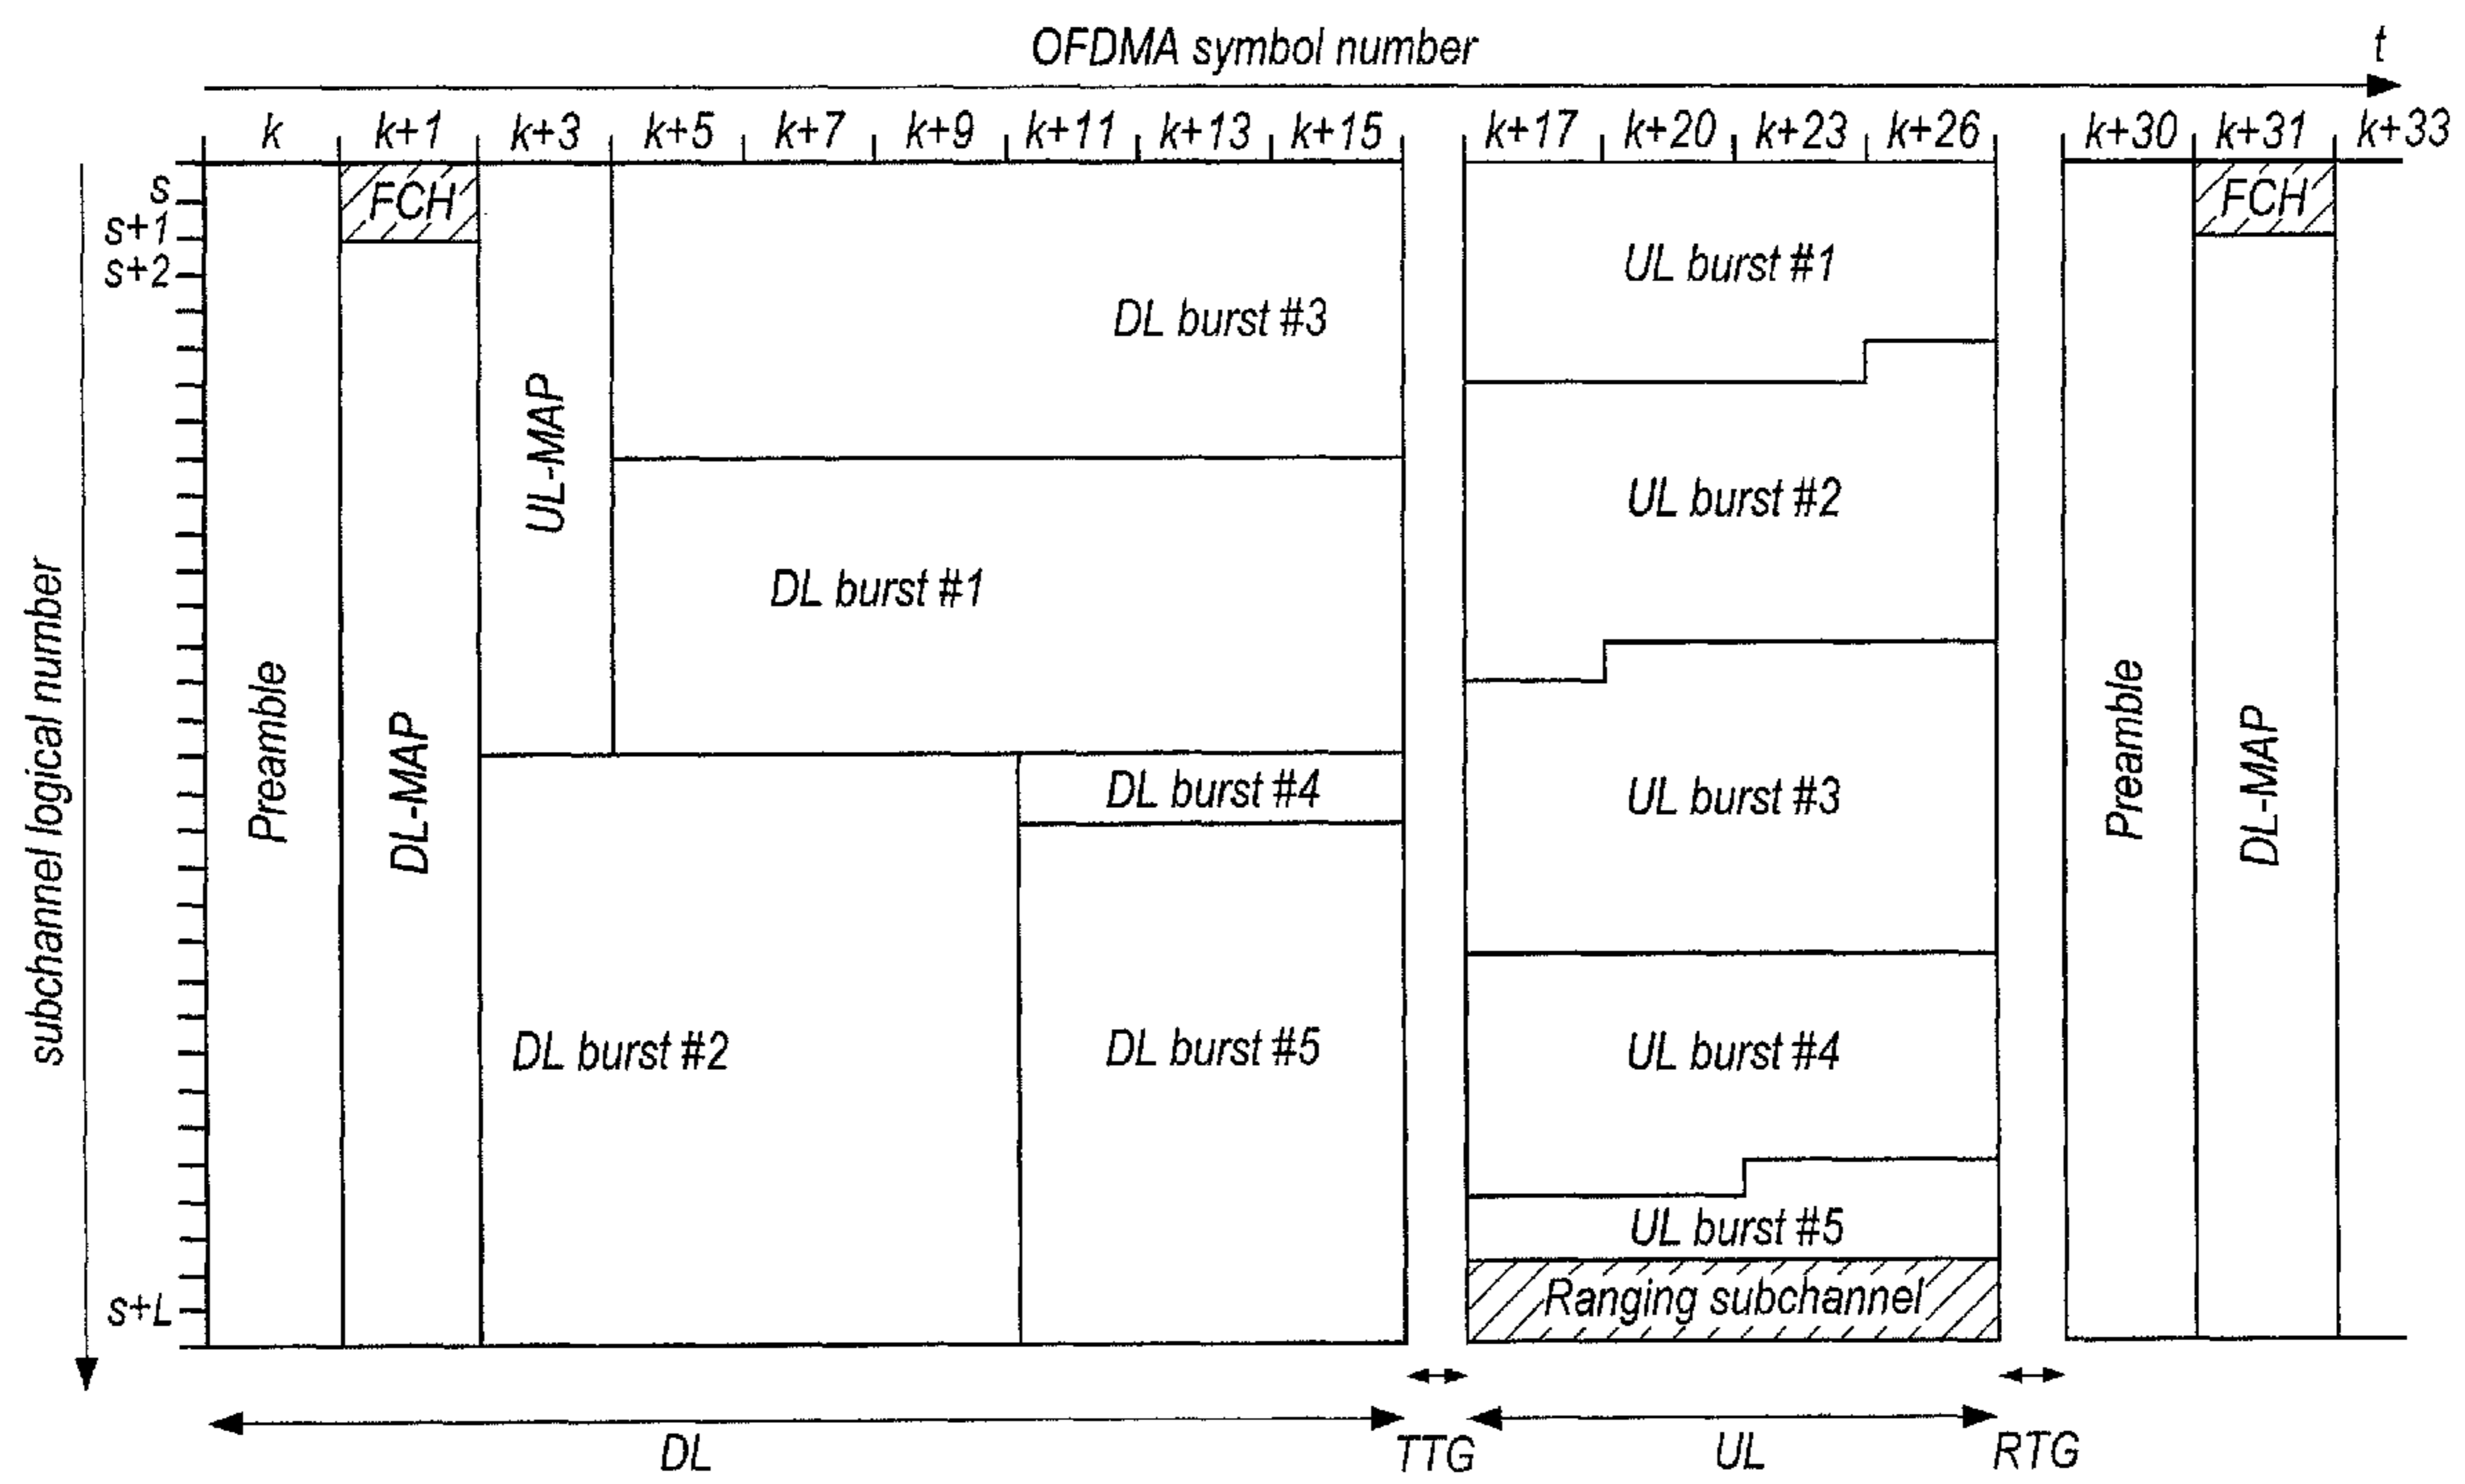 OFDMA symbol number
t
k k+1 k+3 k+5 k+7 k+9 k+11 k+13 k+15 k+17 k+20 k+23 k+26 k+30 k+31 k+33
s
s+1
s+2
s+L
subchannel logical number
Preamble
FCH
DL-MAP
UL-MAP
DL burst #3
DL burst #1
DL burst #4
DL burst #2
DL burst #5
UL burst #1
UL burst #2
UL burst #3
UL burst #4
UL burst #5
Ranging subchannel
Preamble
FCH
DL-MAP
DL
TTG
UL
RTG